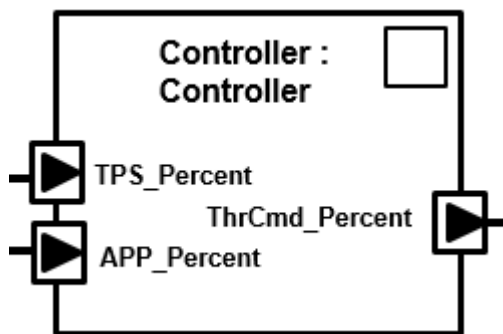 Controller :
Controller
TPS_Percent
ThrCmd_Percent
APP_Percent